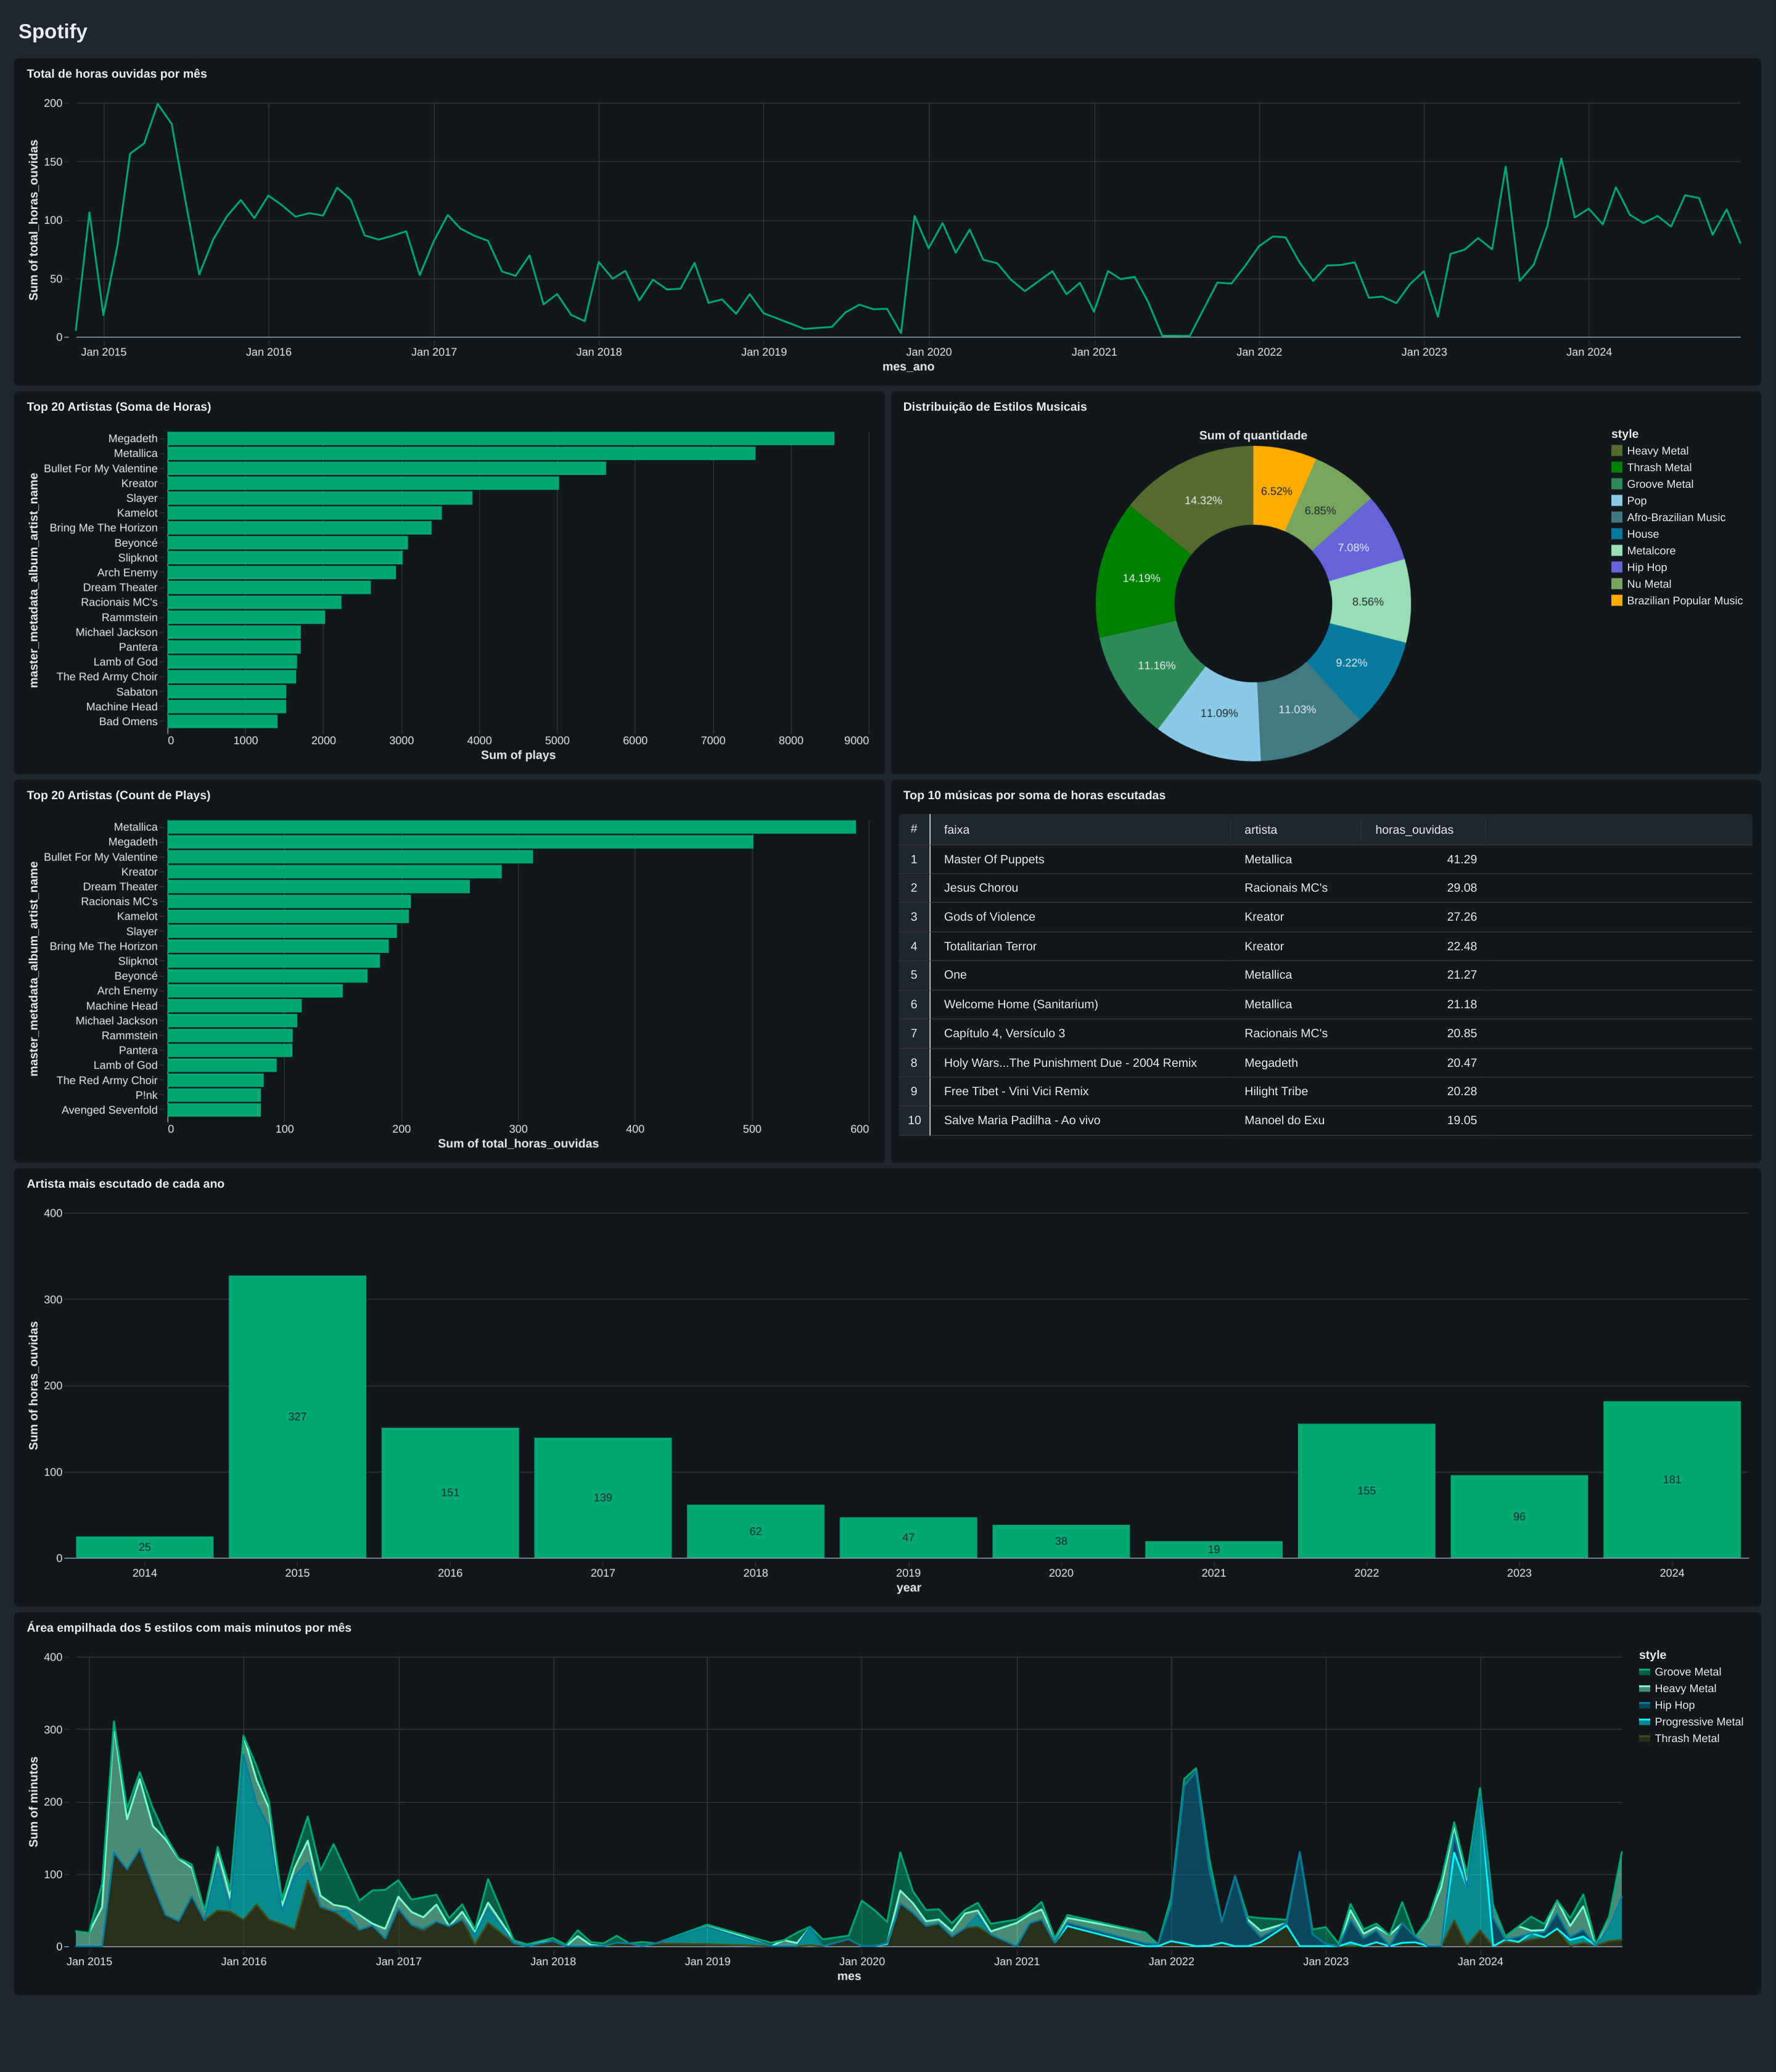 Spotify
Total de horas ouvidas por mês
Sum of total_horas_ouvidas
200
150
100
50
0
Jan 2015 Jan 2016 Jan 2017 Jan 2018 Jan 2019 Jan 2020 Jan 2021 Jan 2022 Jan 2023 Jan 2024
mes_ano
Top 20 Artistas (Soma de Horas)
master_metadata_album_artist_name
Megadeth
Metallica
Bullet For My Valentine
Kreator
Slayer
Kamelot
Bring Me The Horizon
Beyoncé
Slipknot
Arch Enemy
Dream Theater
Racionais MC's
Rammstein
Michael Jackson
Pantera
Lamb of God
The Red Army Choir
Sabaton
Machine Head
Bad Omens
0 1000 2000 3000 4000 5000 6000 7000 8000 9000
Sum of plays
Distribuição de Estilos Musicais
Sum of quantidade
6.52%
6.85%
7.08%
8.56%
9.22%
11.03%
11.09%
11.16%
14.19%
14.32%
style
Heavy Metal
Thrash Metal
Groove Metal
Pop
Afro-Brazilian Music
House
Metalcore
Hip Hop
Nu Metal
Brazilian Popular Music
Top 20 Artistas (Count de Plays)
master_metadata_album_artist_name
Metallica
Megadeth
Bullet For My Valentine
Kreator
Dream Theater
Racionais MC's
Kamelot
Slayer
Bring Me The Horizon
Slipknot
Beyoncé
Arch Enemy
Machine Head
Michael Jackson
Rammstein
Pantera
Lamb of God
The Red Army Choir
P!nk
Avenged Sevenfold
0 100 200 300 400 500 600
Sum of total_horas_ouvidas
Top 10 músicas por soma de horas escutadas
# faixa artista horas_ouvidas
1 Master Of Puppets Metallica 41.29
2 Jesus Chorou Racionais MC's 29.08
3 Gods of Violence Kreator 27.26
4 Totalitarian Terror Kreator 22.48
5 One Metallica 21.27
6 Welcome Home (Sanitarium) Metallica 21.18
7 Capítulo 4, Versículo 3 Racionais MC's 20.85
8 Holy Wars...The Punishment Due - 2004 Remix Megadeth 20.47
9 Free Tibet - Vini Vici Remix Hilight Tribe 20.28
10 Salve Maria Padilha - Ao vivo Manoel do Exu 19.05
Artista mais escutado de cada ano
Sum of horas_ouvidas
400
300
200
100
0
25 327 151 139 62 47 38 19 155 96 181
2014 2015 2016 2017 2018 2019 2020 2021 2022 2023 2024
year
Área empilhada dos 5 estilos com mais minutos por mês
Sum of minutos
400
300
200
100
0
Jan 2015 Jan 2016 Jan 2017 Jan 2018 Jan 2019 Jan 2020 Jan 2021 Jan 2022 Jan 2023 Jan 2024
mes
style
Groove Metal
Heavy Metal
Hip Hop
Progressive Metal
Thrash Metal